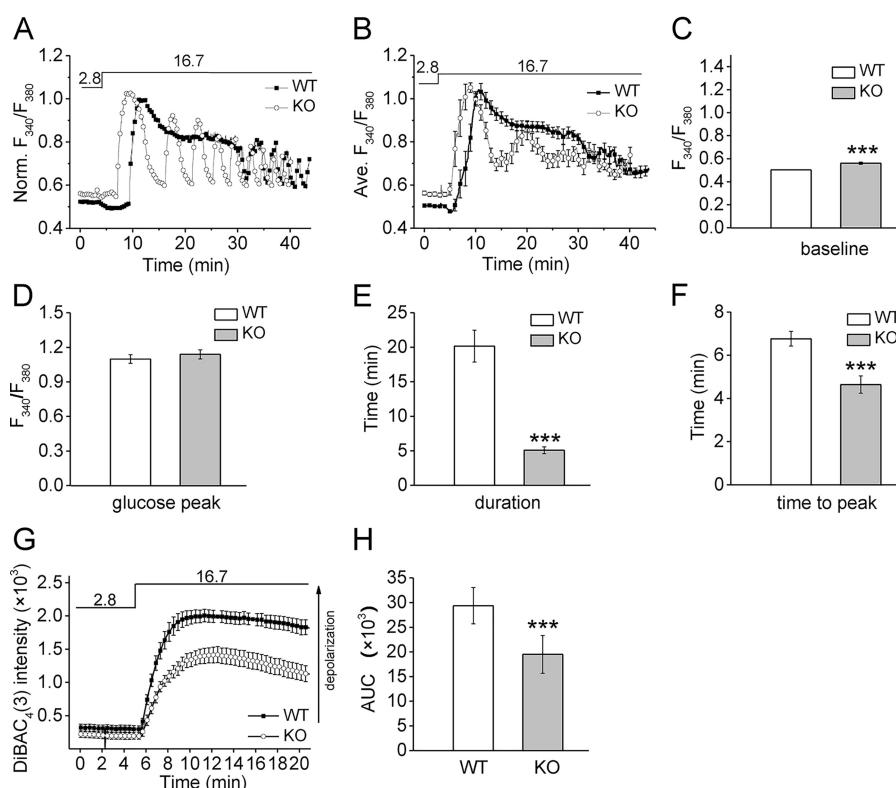 A
2.8
16.7
WT
KO
Norm. F340/F380
1.2
1.0
0.8
0.6
0.4
0 10 20 30 40
Time (min)
B
2.8
16.7
WT
KO
Ave. F340/F380
1.2
1.0
0.8
0.6
0.4
0 10 20 30 40
Time (min)
C
WT
KO
F340/F380
1.4
1.2
1.0
0.8
0.6
0.4
0.2
0.0
***
baseline
D
WT
KO
F340/F380
1.5
1.2
0.9
0.6
0.3
0.0
glucose peak
E
WT
KO
Time (min)
25
20
15
10
5
0
***
duration
F
WT
KO
Time (min)
8
6
4
2
0
***
time to peak
G
2.8
16.7
DiBAC4(3) intensity (×103)
2.5
2.0
1.5
1.0
0.5
depolarization
WT
KO
0 2 4 6 8 10 12 14 16 18 20
Time (min)
H
AUC (×103)
35
30
25
20
15
10
5
0
***
WT KO